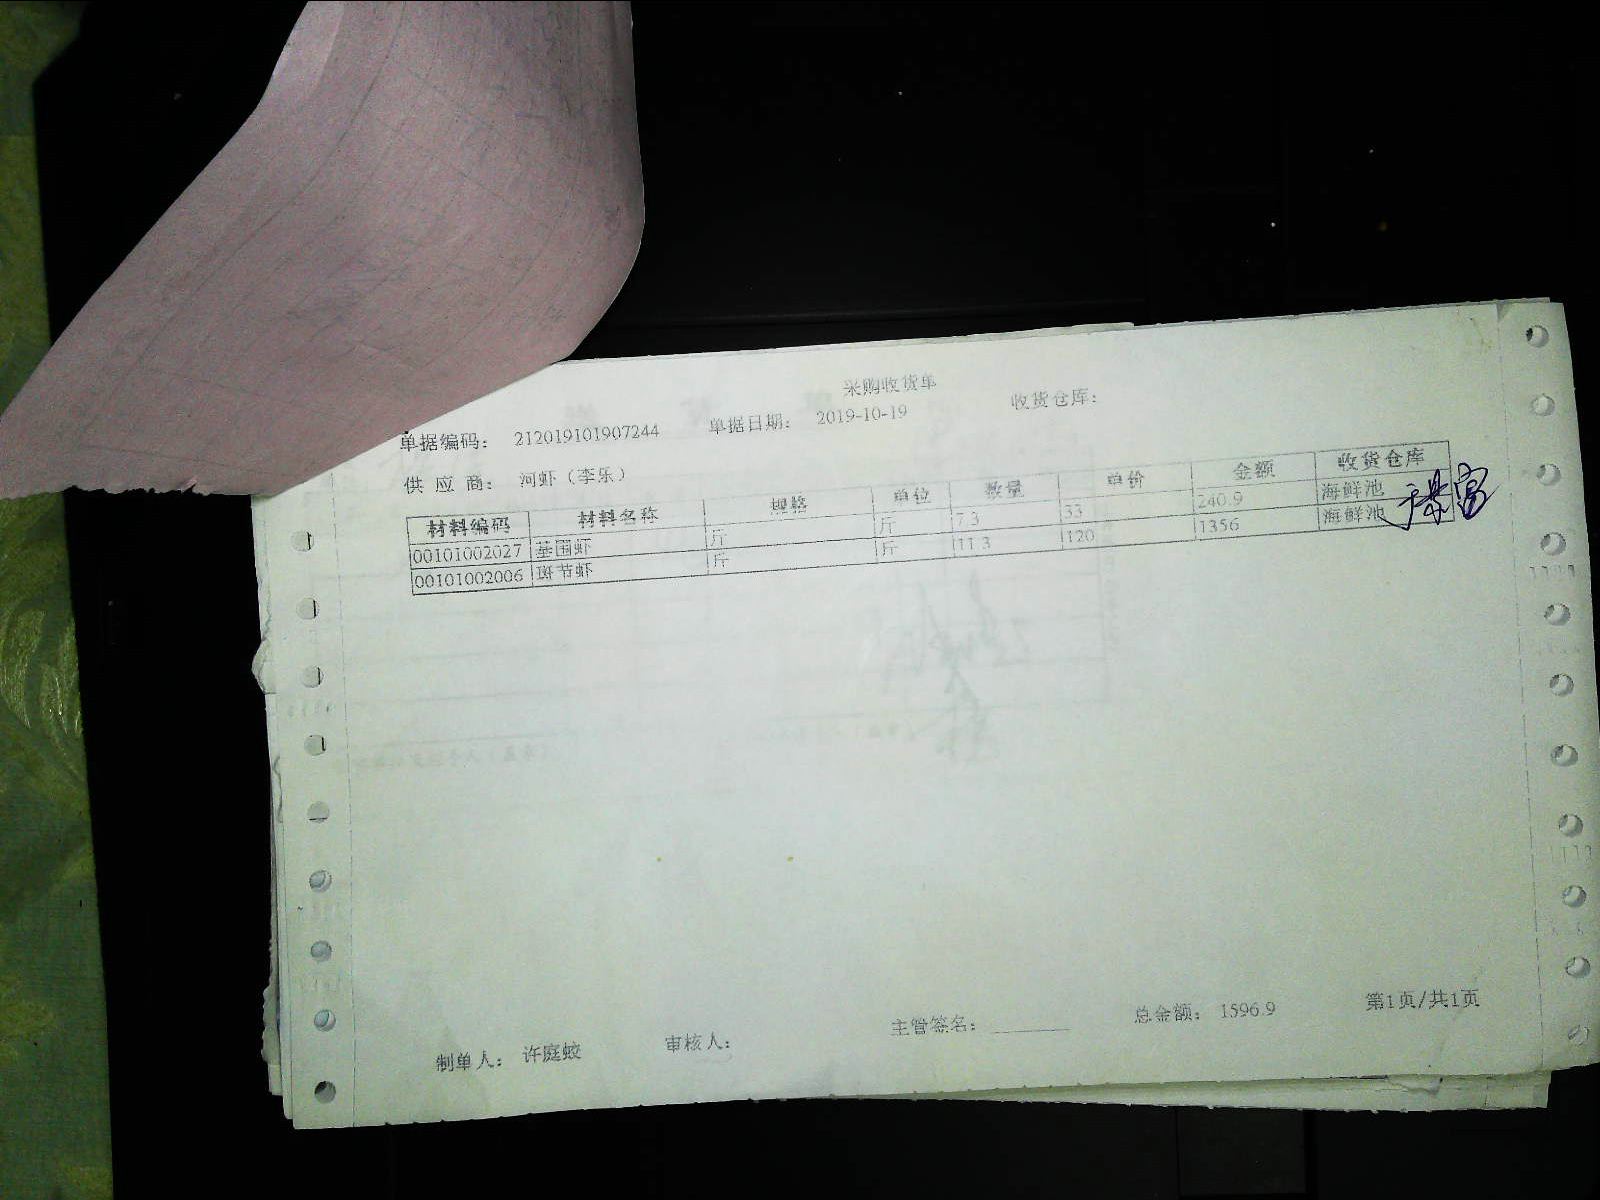 采购收货单
单据编码： 212019101907244 单据日期： 2019-10-19 收货仓库：
供 应 商： 河虾（李乐）
材料编码 材料名称 规格 单位 数量 单价 金额 收货仓库
00101002027 基围虾 斤 斤 7.3 33 240.9 海鲜池
00101002006 斑节虾 斤 斤 11.3 120 1356 海鲜池
制单人： 许庭蛟 审核人： 主管签名： 总金额： 1596.9 第1页/共1页